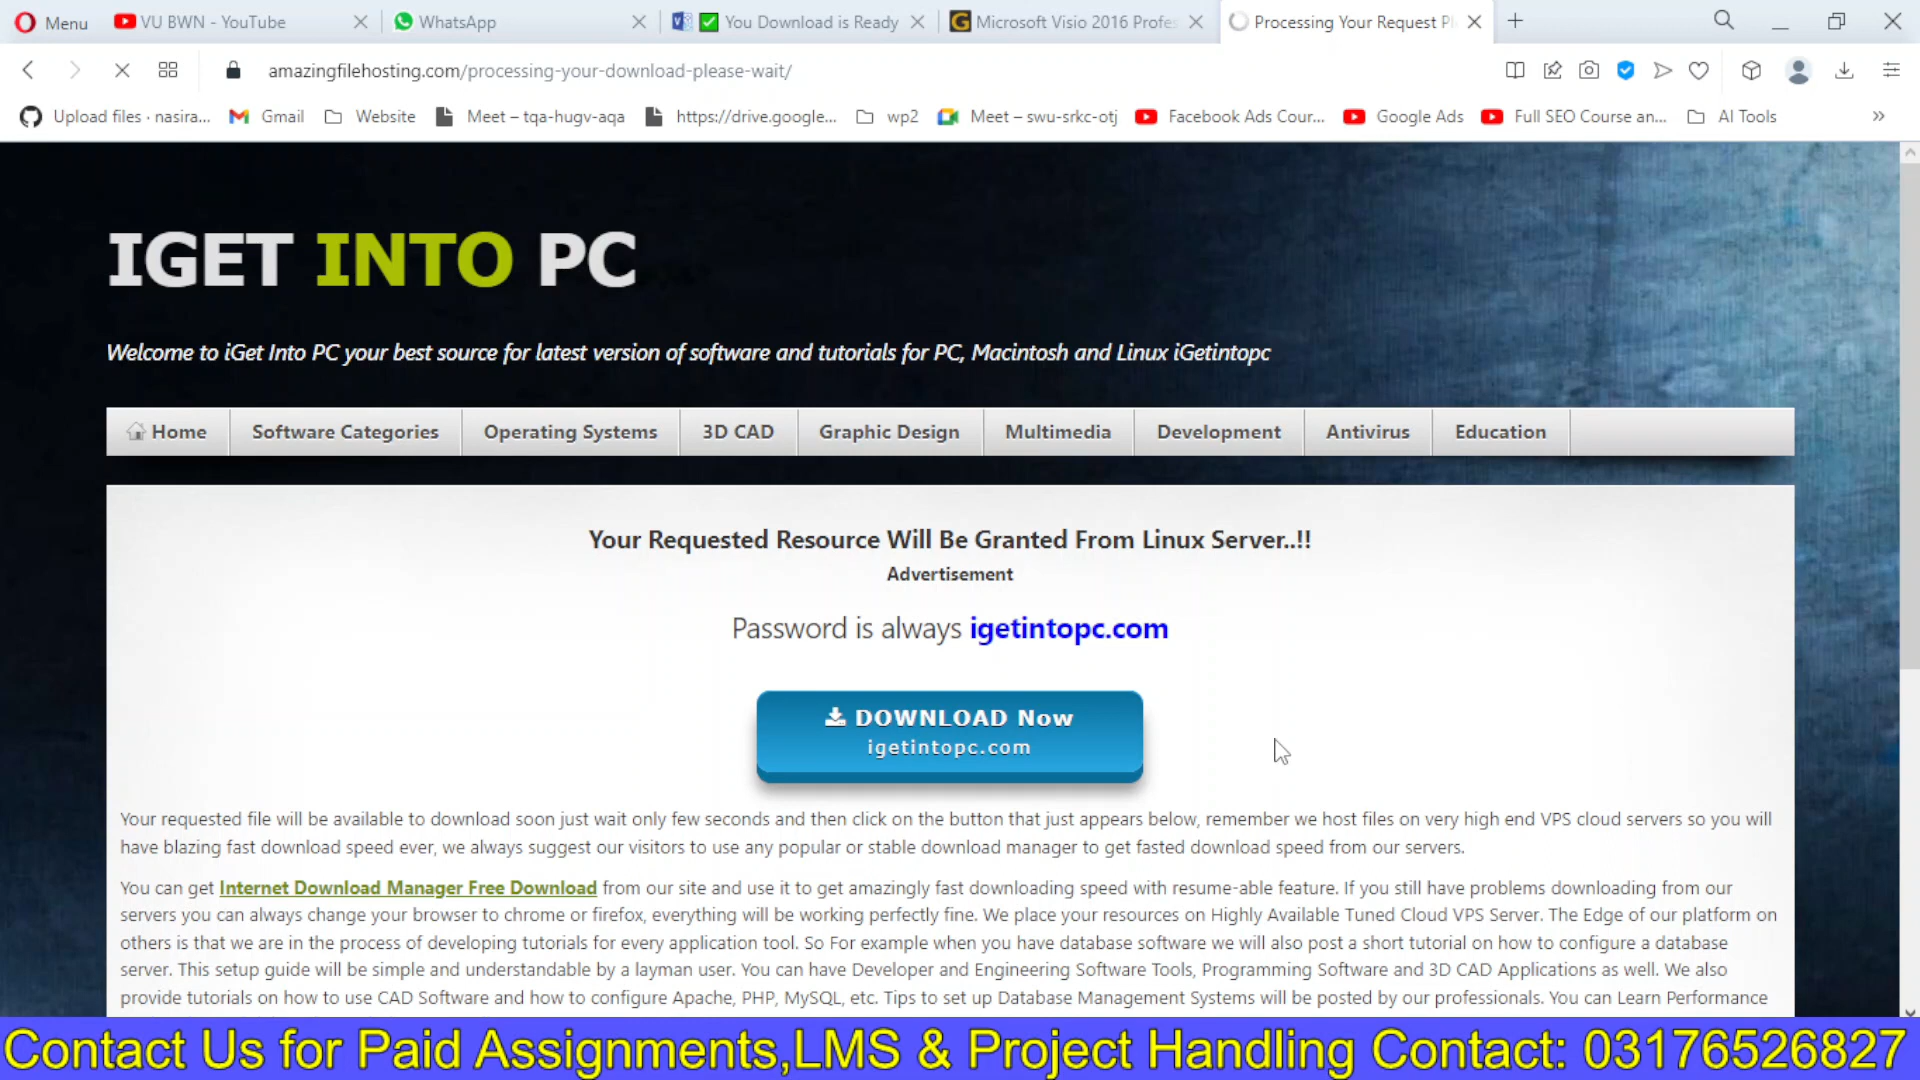 Menu
VU BWN - YouTube
WhatsApp
You Download is Ready
Microsoft Visio 2016 Profes
Processing Your Request Pl
amazingfilehosting.com/processing-your-download-please-wait/
Upload files · nasira...
Gmail
Website
Meet – tqa-hugv-aqa
https://drive.google...
wp2
Meet – swu-srkc-otj
Facebook Ads Cour...
Google Ads
Full SEO Course an...
AI Tools
IGET INTO PC
Welcome to iGet Into PC your best source for latest version of software and tutorials for PC, Macintosh and Linux iGetintopc
Home
Software Categories
Operating Systems
3D CAD
Graphic Design
Multimedia
Development
Antivirus
Education
Your Requested Resource Will Be Granted From Linux Server..!!
Advertisement
Password is always igetintopc.com
DOWNLOAD Now
igetintopc.com
Your requested file will be available to download soon just wait only few seconds and then click on the button that just appears below, remember we host files on very high end VPS cloud servers so you will
have blazing fast download speed ever, we always suggest our visitors to use any popular or stable download manager to get fasted download speed from our servers.
You can get Internet Download Manager Free Download from our site and use it to get amazingly fast downloading speed with resume-able feature. If you still have problems downloading from our
servers you can always change your browser to chrome or firefox, everything will be working perfectly fine. We place your resources on Highly Available Tuned Cloud VPS Server. The Edge of our platform on
others is that we are in the process of developing tutorials for every application tool. So For example when you have database software we will also post a short tutorial on how to configure a database
server. This setup guide will be simple and understandable by a layman user. You can have Developer and Engineering Software Tools, Programming Software and 3D CAD Applications as well. We also
provide tutorials on how to use CAD Software and how to configure Apache, PHP, MySQL, etc. Tips to set up Database Management Systems will be posted by our professionals. You can Learn Performance
Contact Us for Paid Assignments,LMS & Project Handling Contact: 03176526827